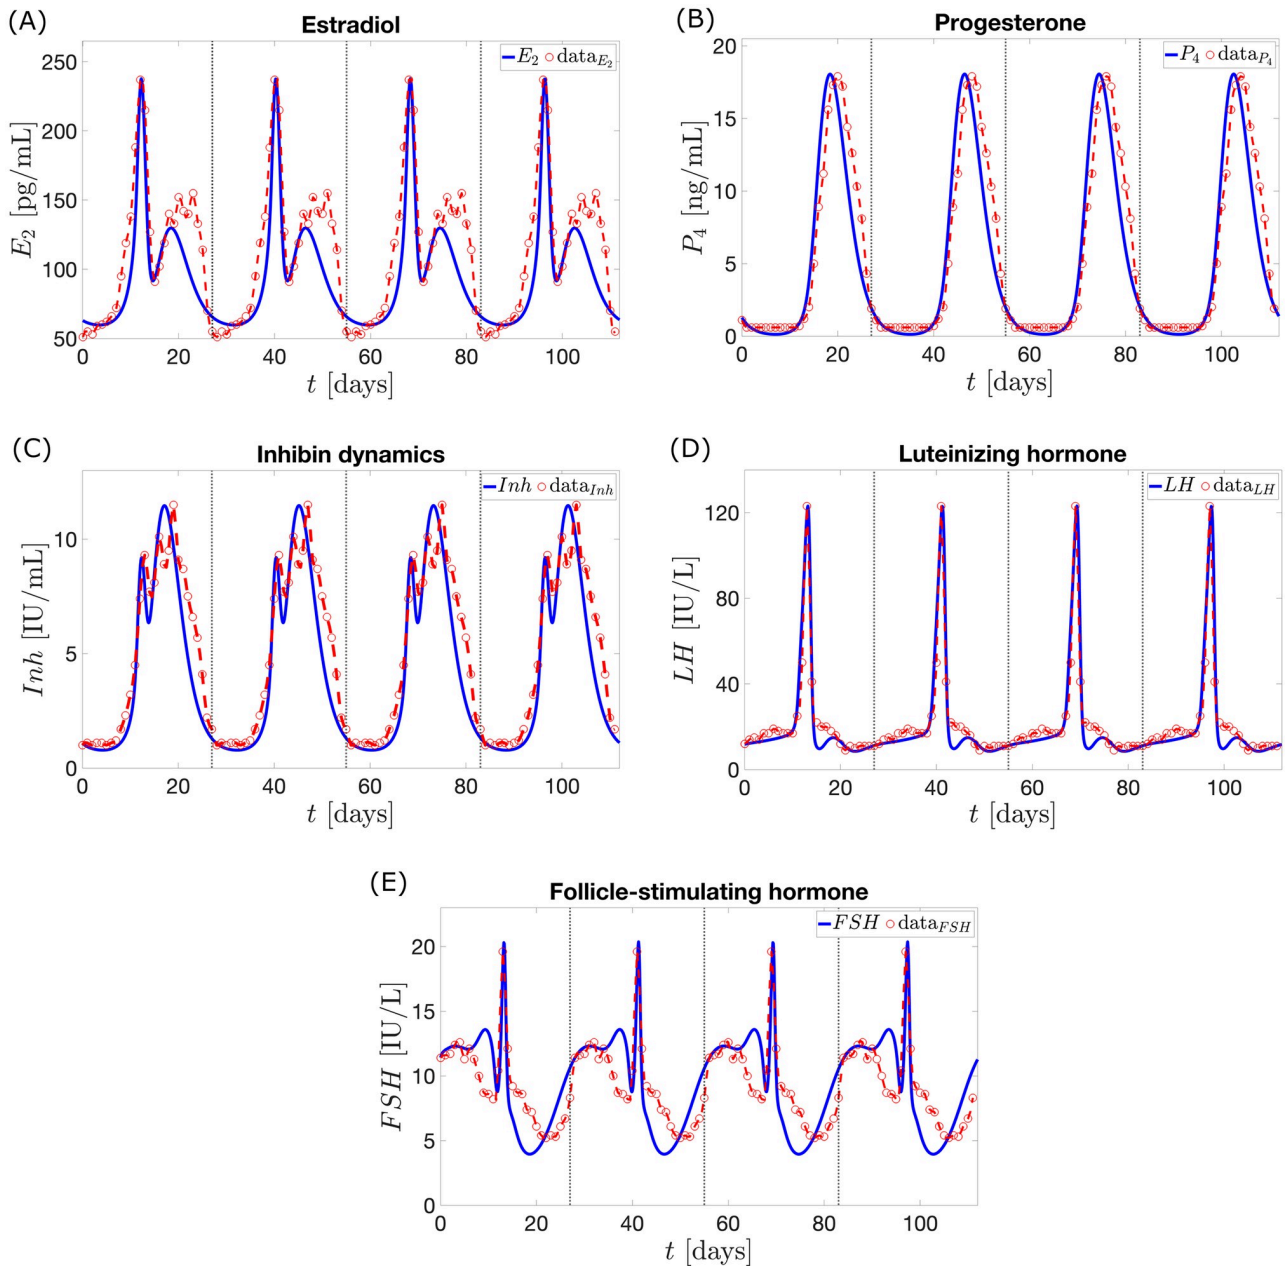 (A)
Estradiol
E₂ data_E₂
E₂ [pg/mL]
250
200
150
100
50
0 20 40 60 80 100
t [days]
(B)
Progesterone
P₄ data_P₄
P₄ [ng/mL]
20
15
10
5
0
0 20 40 60 80 100
t [days]
(C)
Inhibin dynamics
Inh data_Inh
Inh [IU/mL]
10
5
0
0 20 40 60 80 100
t [days]
(D)
Luteinizing hormone
LH data_LH
LH [IU/L]
120
80
40
0
0 20 40 60 80 100
t [days]
(E)
Follicle-stimulating hormone
FSH data_FSH
FSH [IU/L]
20
15
10
5
0
0 20 40 60 80 100
t [days]